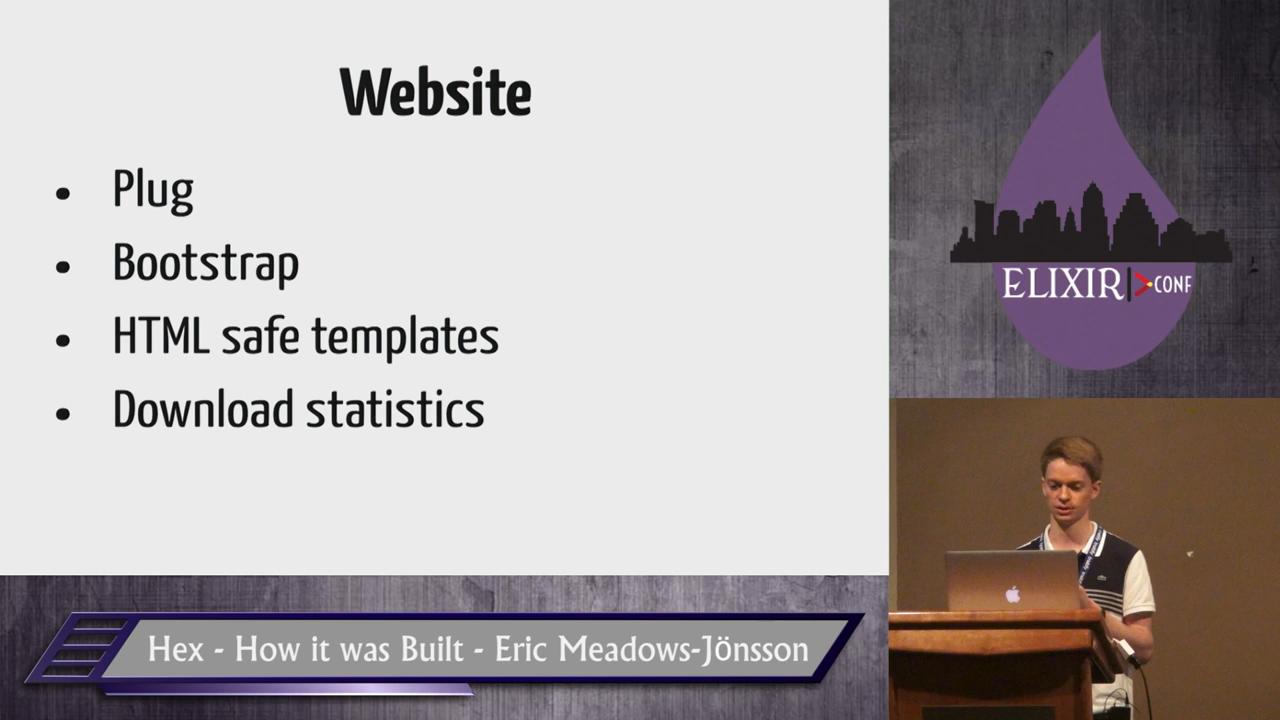 Website
• Plug
• Bootstrap
• HTML safe templates
• Download statistics
ELIXIR|>CONF
Hex - How it was Built - Eric Meadows-Jönsson